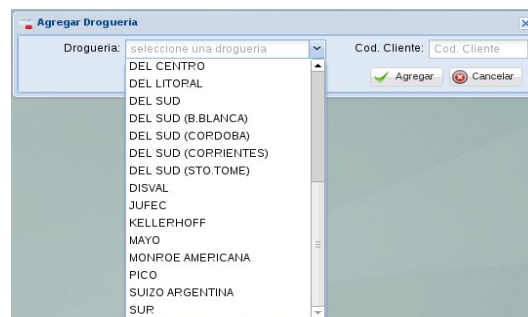 Agregar Drogueria
Drogueria: seleccione una drogueria Cod. Cliente: Cod. Cliente
Agregar Cancelar
DEL CENTRO
DEL LITORAL
DEL SUD
DEL SUD (B.BLANCA)
DEL SUD (CORDOBA)
DEL SUD (CORRIENTES)
DEL SUD (STO.TOME)
DISVAL
JUFEC
KELLERHOFF
MAYO
MONROE AMERICANA
PICO
SUIZO ARGENTINA
SUR